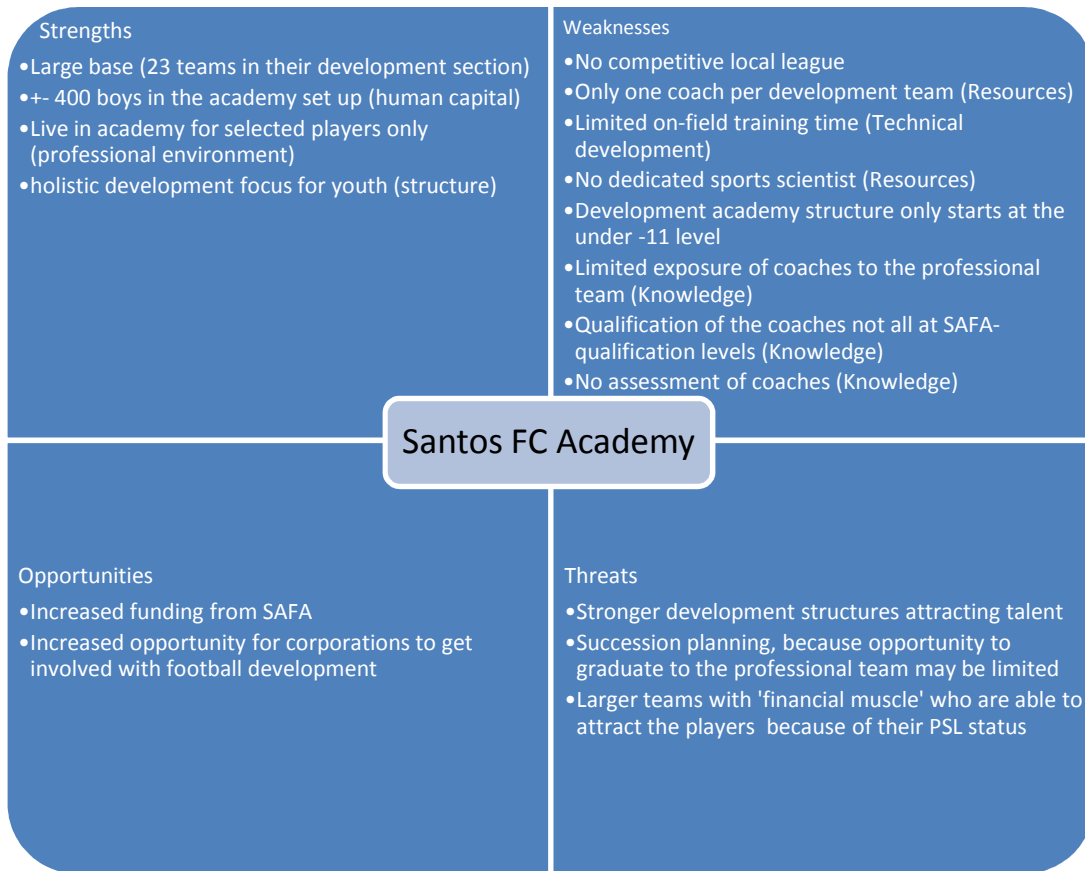 Strengths
•Large base (23 teams in their development section)
•+- 400 boys in the academy set up (human capital)
•Live in academy for selected players only
(professional environment)
•holistic development focus for youth (structure)
Weaknesses
•No competitive local league
•Only one coach per development team (Resources)
•Limited on-field training time (Technical
development)
•No dedicated sports scientist (Resources)
•Development academy structure only starts at the
under -11 level
•Limited exposure of coaches to the professional
team (Knowledge)
•Qualification of the coaches not all at SAFA-
qualification levels (Knowledge)
•No assessment of coaches (Knowledge)
Santos FC Academy
Opportunities
•Increased funding from SAFA
•Increased opportunity for corporations to get
involved with football development
Threats
•Stronger development structures attracting talent
•Succession planning, because opportunity to
graduate to the professional team may be limited
•Larger teams with 'financial muscle' who are able to
attract the players  because of their PSL status